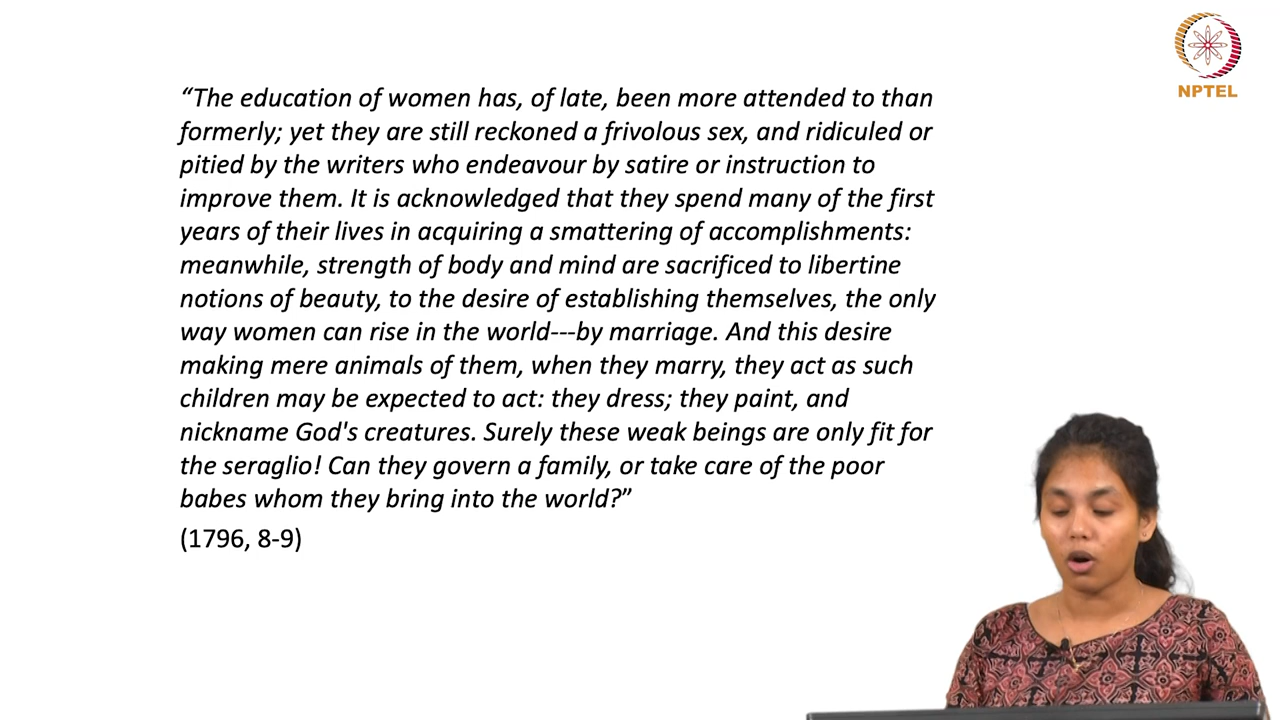 NPTEL
“The education of women has, of late, been more attended to than
formerly; yet they are still reckoned a frivolous sex, and ridiculed or
pitied by the writers who endeavour by satire or instruction to
improve them. It is acknowledged that they spend many of the first
years of their lives in acquiring a smattering of accomplishments:
meanwhile, strength of body and mind are sacrificed to libertine
notions of beauty, to the desire of establishing themselves, the only
way women can rise in the world---by marriage. And this desire
making mere animals of them, when they marry, they act as such
children may be expected to act: they dress; they paint, and
nickname God's creatures. Surely these weak beings are only fit for
the seraglio! Can they govern a family, or take care of the poor
babes whom they bring into the world?”
(1796, 8-9)